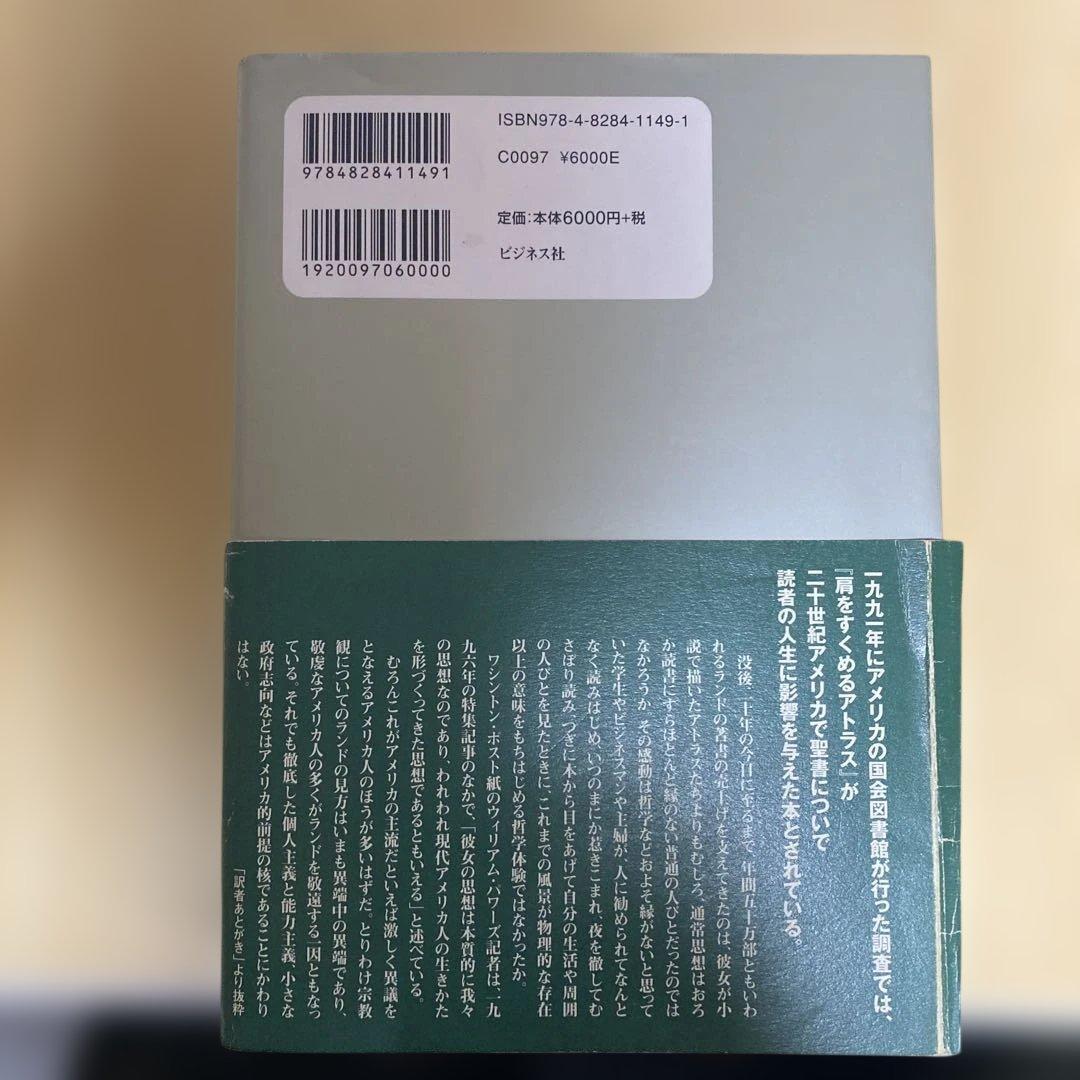 ISBN978-4-8284-1149-1
C0097 ¥6000E
9784828411491
定価:本体6000円+税
ビジネス社
1920097060000
一九九一年にアメリカの国会図書館が行った調査では、
『肩をすくめるアトラス』が
二十世紀アメリカで聖書についで
読者の人生に影響を与えた本とされている。
没後二十年の今日に至るまで、年間五十万部ともいわ
れるランドの著書の売上げを支えてきたのは、彼女が小
説で描いたアトラスたちよりもむしろ、通常思想はおろ
か読書にすらほとんど縁のない普通の人びとだったのでは
なかろうか。その感動は哲学などおよそ縁がないと思って
いた学生やビジネスマンや主婦が、人に勧められてなんと
なく読みはじめ、いつのまにか惹きこまれ、夜を徹してむ
さぼり読み、つぎに本から目をあげて自分の生活や周囲
の人びとを見たときに、これまでの風景が物理的な存在
以上の意味をもちはじめる哲学体験ではなかったか。
ワシントン・ポスト紙のウィリアム・パワーズ記者は、一九
九六年の特集記事のなかで、「彼女の思想は本質的に我々
の思想なのであり、われわれ現代アメリカ人の生きかた
を形づくってきた思想であるともいえる」と述べている。
むろんこれがアメリカの主流だといえば激しく異議を
となえるアメリカ人のほうが多いはずだ。とりわけ宗教
観についてのランドの見方はいまも異端中の異端であり、
敬虔なアメリカ人の多くがランドを敬遠する一因ともなっ
ている。それでも徹底した個人主義と能力主義、小さな
政府志向などはアメリカ的前提の核であることにかわり
はない。
「訳者あとがき」より抜粋